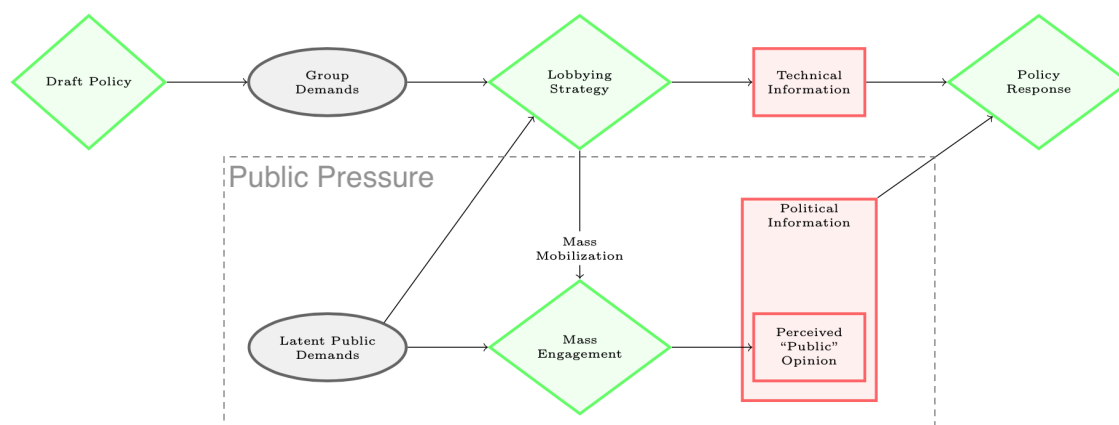 Draft Policy
Group
Demands
Lobbying
Strategy
Technical
Information
Policy
Response
Public Pressure
Political
Information
Mass
Mobilization
Latent Public
Demands
Mass
Engagement
Perceived
“Public”
Opinion